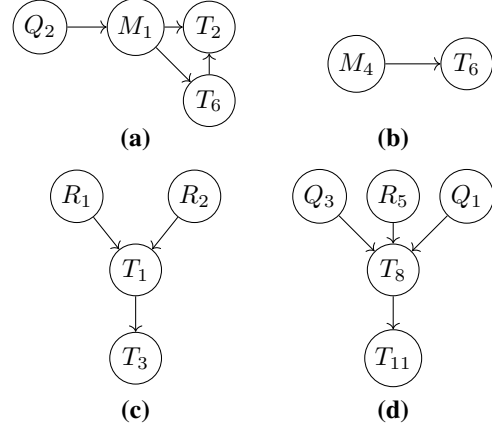 Q2 M1 T2
T6
(a)
M4 T6
(b)
R1 R2
T1
T3
(c)
Q3 R5 Q1
T8
T11
(d)